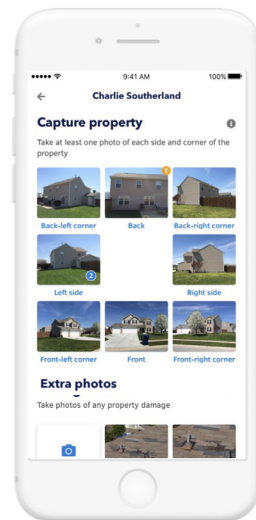 9:41 AM
100%
Charlie Southerland
Capture property
Take at least one photo of each side and corner of the
property
Back-left corner
Back
Back-right corner
2
Left side
Right side
Front-left corner
Front
Front-right corner
Extra photos
Take photos of any property damage